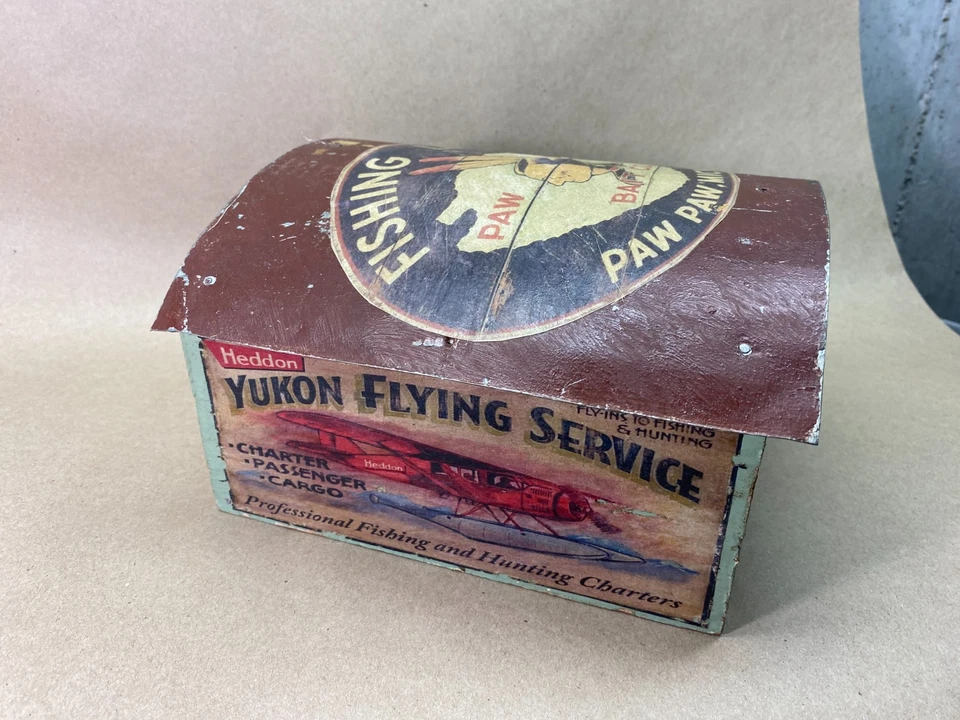 FISHING
PAW
BAIT
PAW PAW,
Heddon
YUKON FLYING SERVICE
FLY-INS TO FISHING
& HUNTING
Heddon
•CHARTER
•PASSENGER
•CARGO
Professional Fishing and Hunting Charters